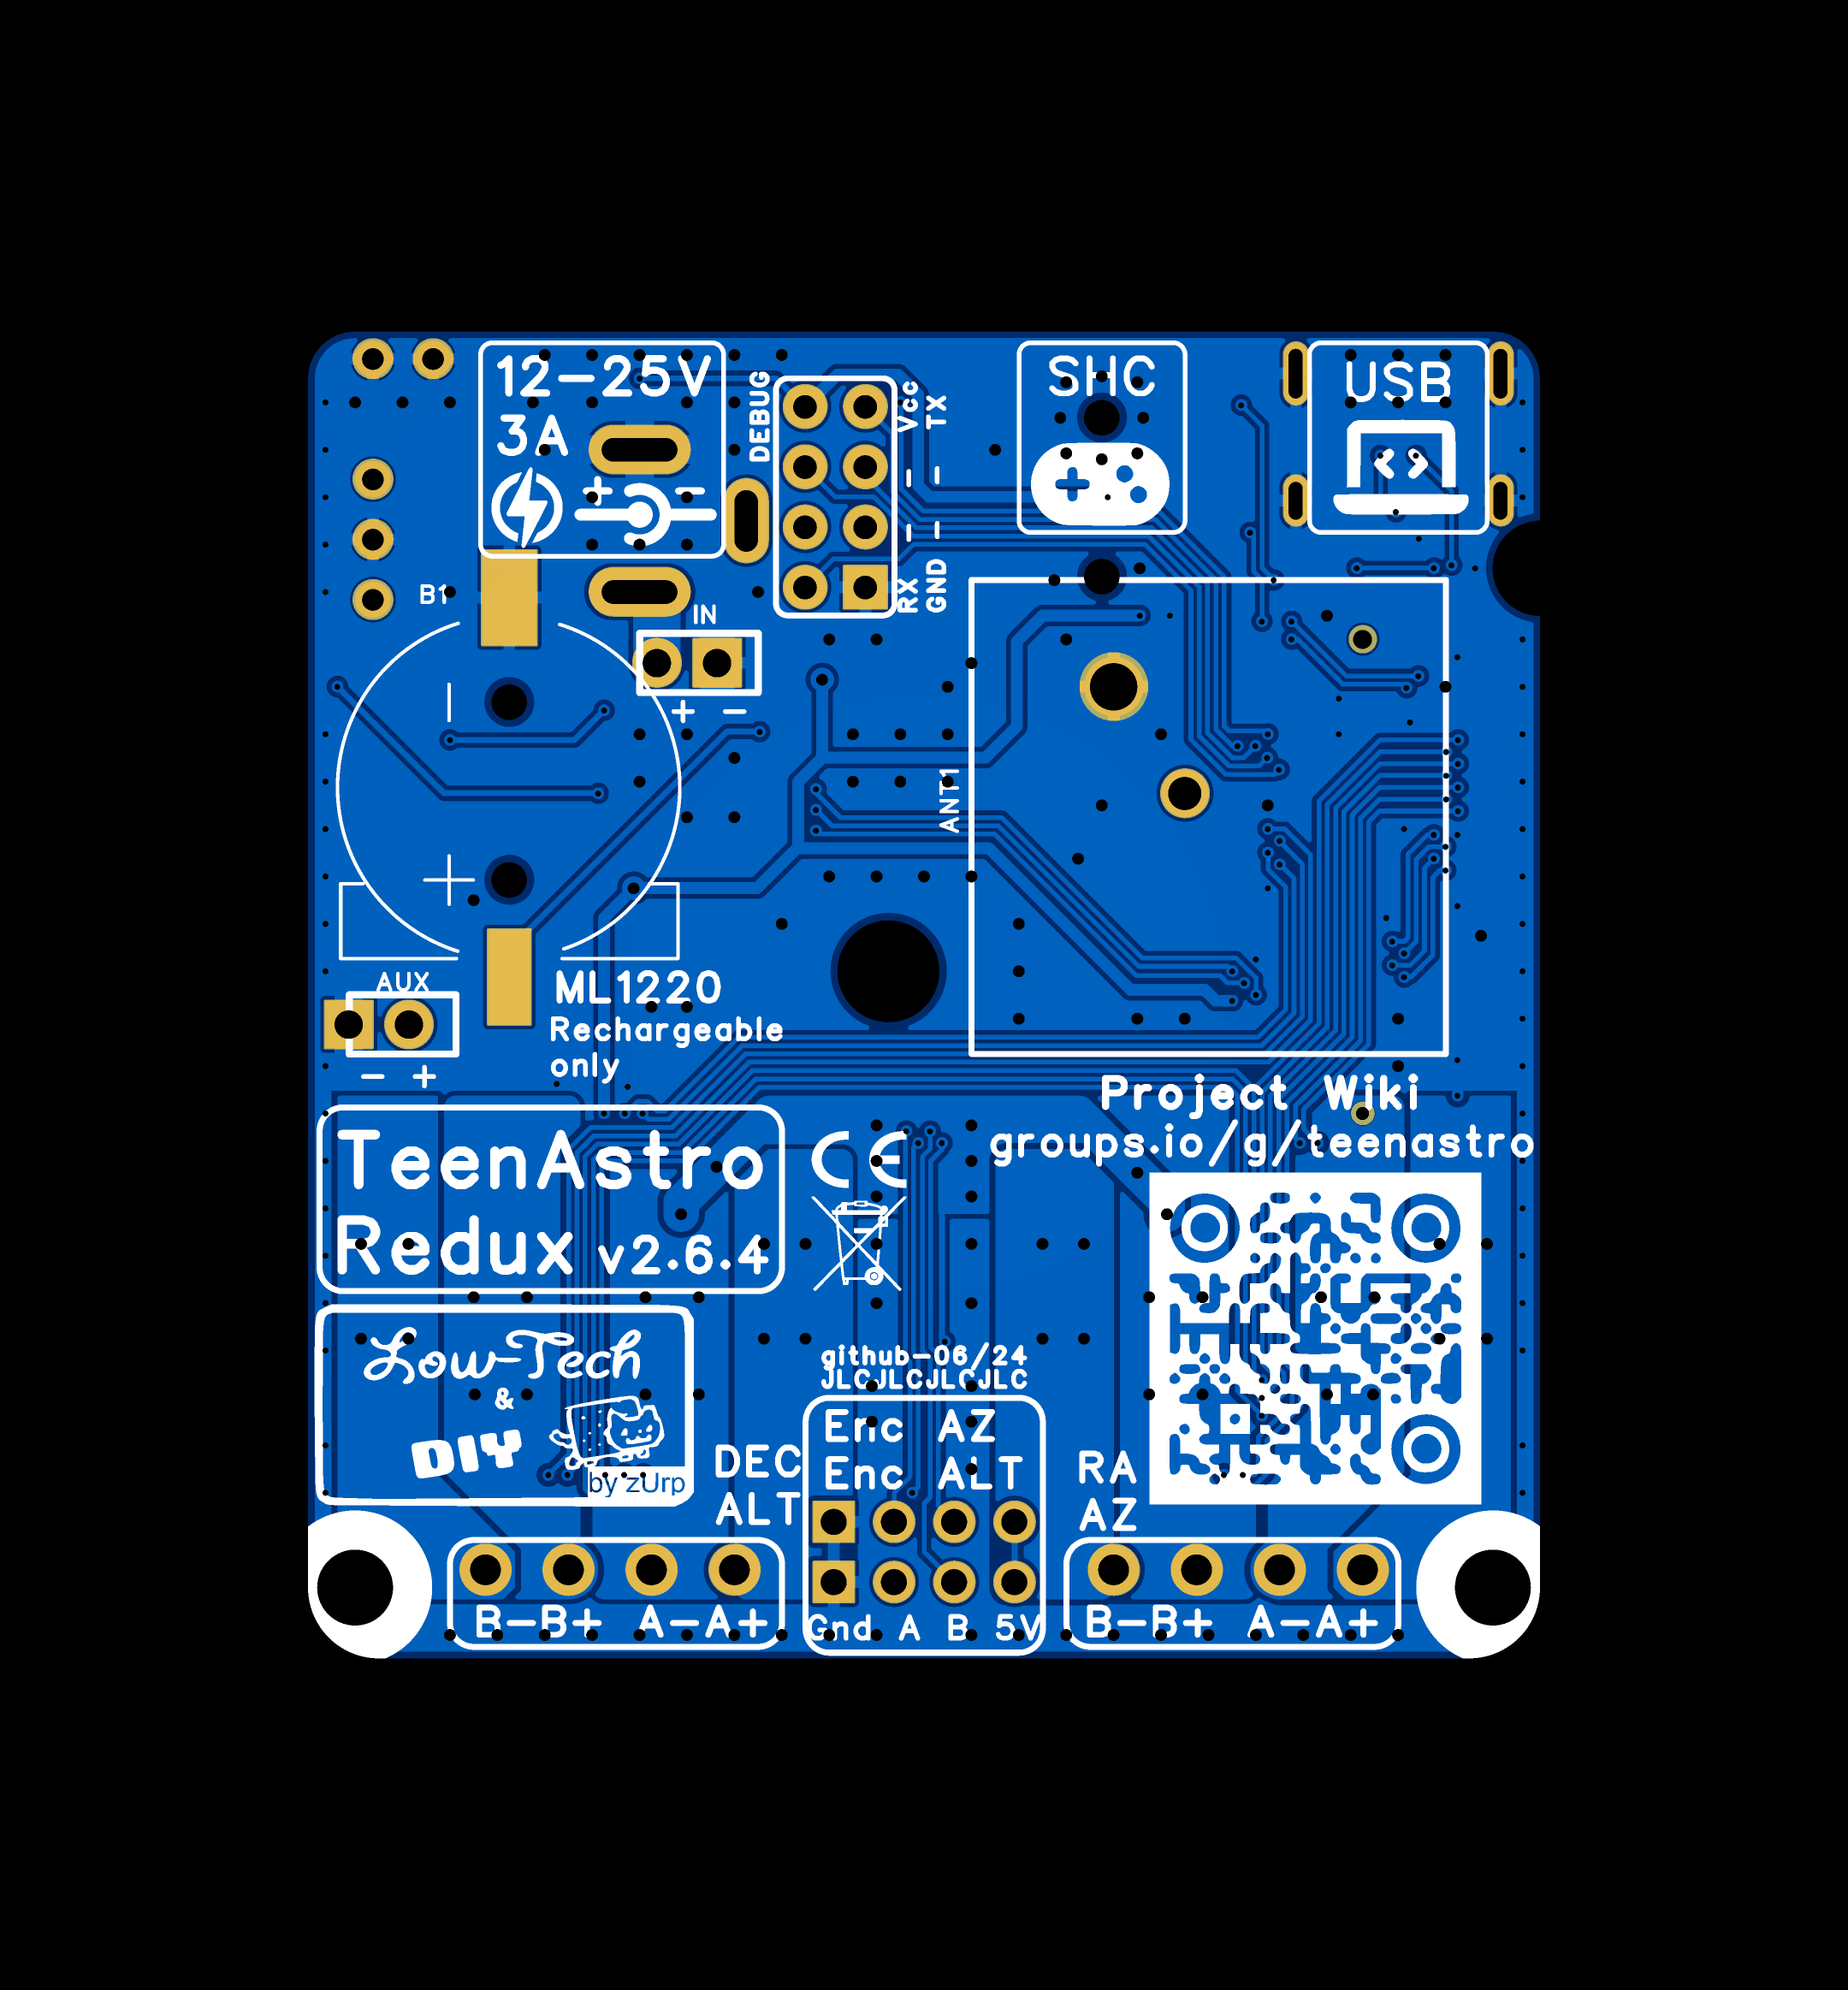 12-25V
3A
+ -
DEBUG
Vcc
TX
- -
- -
RX
GND
SHC
USB
< >
B1
IN
+ -
ANT1
AUX
- +
ML1220
Rechargeable
only
Project Wiki
groups.io/g/teenastro
TeenAstro
Redux v2.6.4
CE
Low-Tech
&
DIY
by zUrp
github-06/24
JLCJLCJLCJLC
Enc AZ
Enc ALT
DEC
ALT
RA
AZ
B-B+ A-A+
Gnd A B 5V
B-B+ A-A+